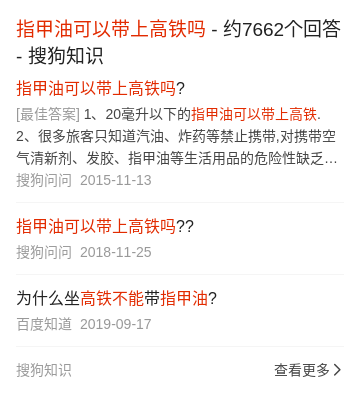 指甲油可以带上高铁吗 - 约7662个回答
- 搜狗知识
指甲油可以带上高铁吗?
[最佳答案] 1、20毫升以下的指甲油可以带上高铁.
2、很多旅客只知道汽油、炸药等禁止携带,对携带空
气清新剂、发胶、指甲油等生活用品的危险性缺乏...
搜狗问问 2015-11-13
指甲油可以带上高铁吗??
搜狗问问 2018-11-25
为什么坐高铁不能带指甲油?
百度知道 2019-09-17
搜狗知识 查看更多 >